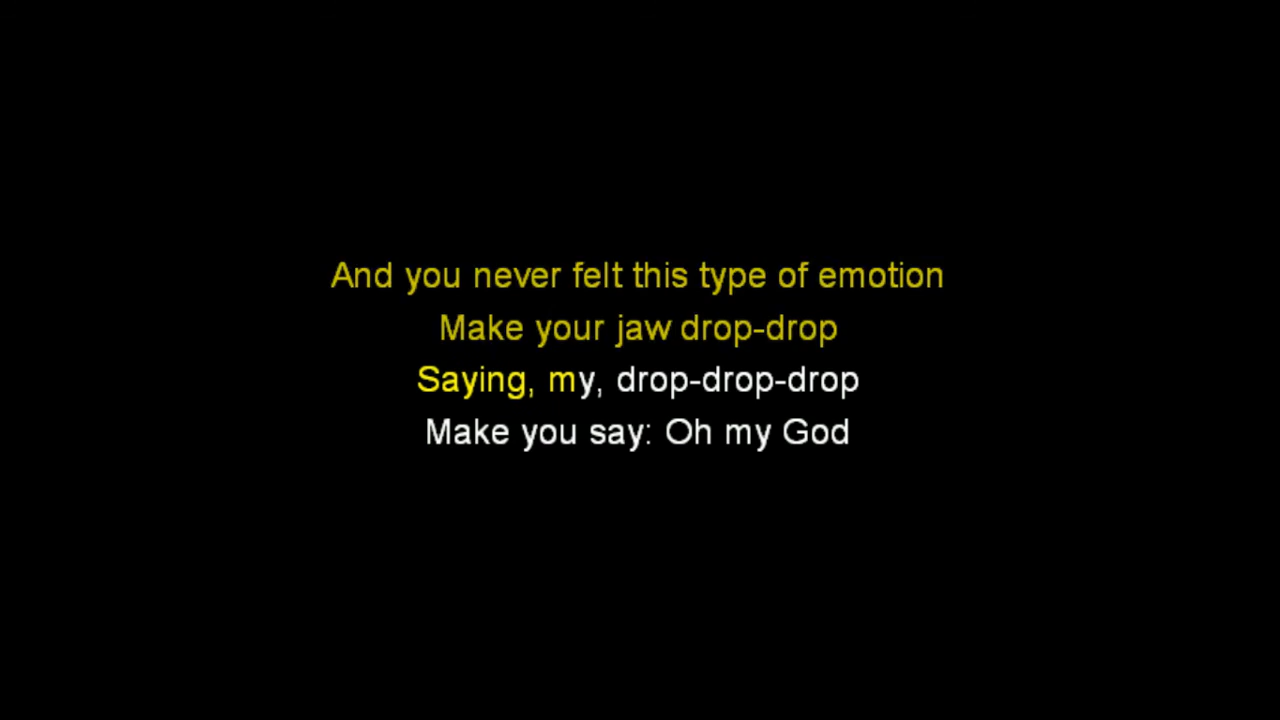 And you never felt this type of emotion
Make your jaw drop-drop
Saying, my, drop-drop-drop
Make you say: Oh my God